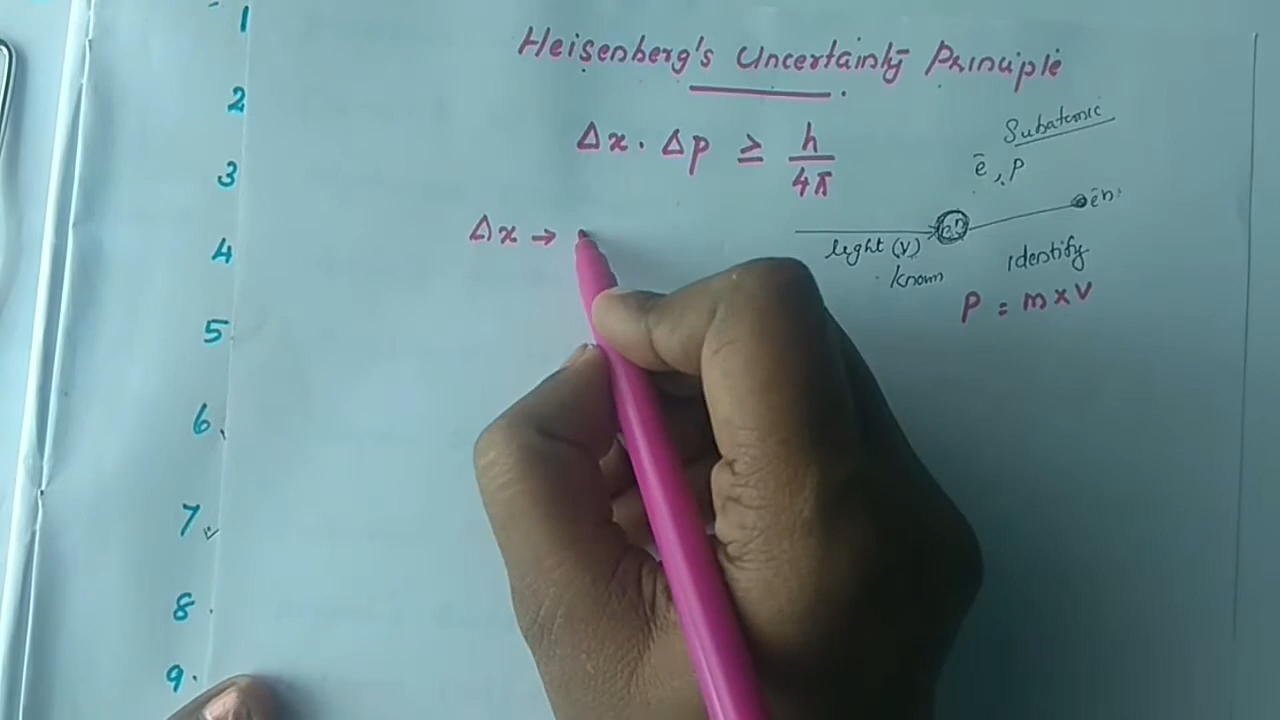 1
2
3
4
5
6
7
8
9.
Heisenberg's Uncertainty Principle
Δx . Δp ≥ h/4π
Subatomic
ē, P
Δx →
ēn
light (V)
known
identify
P = m x V